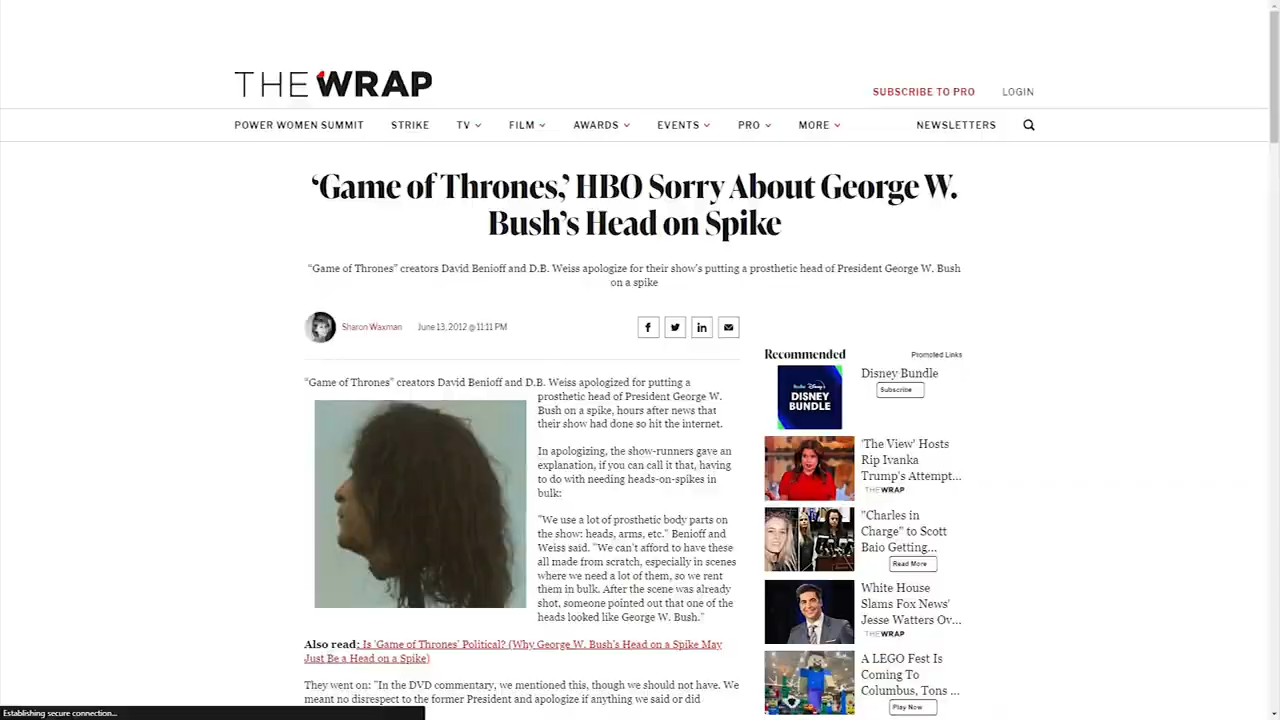 THE WRAP
SUBSCRIBE TO PRO
LOGIN
POWER WOMEN SUMMIT
STRIKE
TV
FILM
AWARDS
EVENTS
PRO
MORE
NEWSLETTERS
‘Game of Thrones,’ HBO Sorry About George W.
Bush’s Head on Spike
“Game of Thrones” creators David Benioff and D.B. Weiss apologize for their show's putting a prosthetic head of President George W. Bush
on a spike
Sharon Waxman
June 13, 2012 @ 11:11 PM
“Game of Thrones” creators David Benioff and D.B. Weiss apologized for putting a
prosthetic head of President George W.
Bush on a spike, hours after news that
their show had done so hit the internet.
In apologizing, the show-runners gave an
explanation, if you can call it that, having
to do with needing heads-on-spikes in
bulk:
"We use a lot of prosthetic body parts on
the show: heads, arms, etc." Benioff and
Weiss said. "We can't afford to have these
all made from scratch, especially in scenes
where we need a lot of them, so we rent
them in bulk. After the scene was already
shot, someone pointed out that one of the
heads looked like George W. Bush."
Also read: Is 'Game of Thrones' Political? (Why George W. Bush's Head on a Spike May
Just Be a Head on a Spike)
They went on: "In the DVD commentary, we mentioned this, though we should not have. We
meant no disrespect to the former President and apologize if anything we said or did
Recommended
Promoted Links
DISNEY
BUNDLE
Disney Bundle
Subscribe
'The View' Hosts
Rip Ivanka
Trump's Attempt...
THE WRAP
"Charles in
Charge" to Scott
Baio Getting...
Read More
White House
Slams Fox News'
Jesse Watters Ov...
THE WRAP
A LEGO Fest Is
Coming To
Columbus, Tons ...
Play Now
Establishing secure connection...